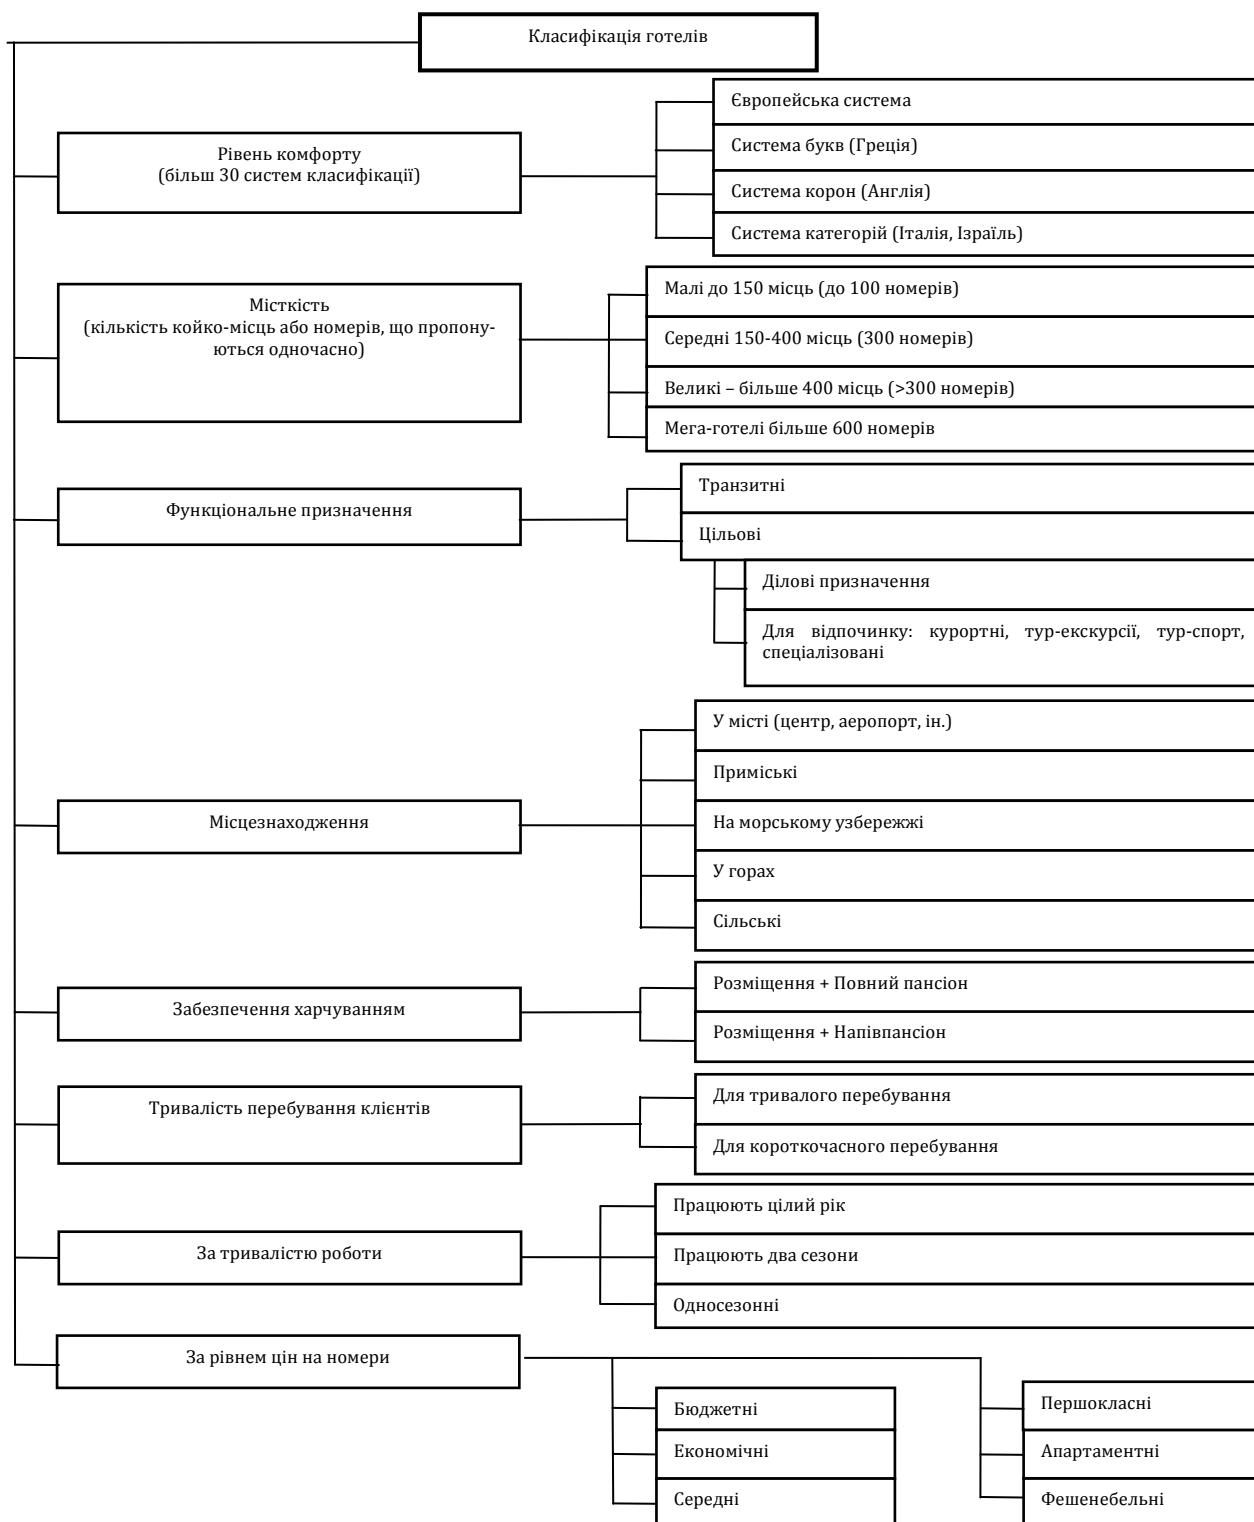 Класифікація готелів
Рівень комфорту
(більш 30 систем класифікації)
Європейська система
Система букв (Греція)
Система корон (Англія)
Система категорій (Італія, Ізраїль)
Місткість
(кількість койко-місць або номерів, що пропону-
ються одночасно)
Малі до 150 місць (до 100 номерів)
Середні 150-400 місць (300 номерів)
Великі – більше 400 місць (>300 номерів)
Мега-готелі більше 600 номерів
Функціональне призначення
Транзитні
Цільові
Ділові призначення
Для відпочинку: курортні, тур-екскурсії, тур-спорт,
спеціалізовані
Місцезнаходження
У місті (центр, аеропорт, ін.)
Приміські
На морському узбережжі
У горах
Сільські
Забезпечення харчуванням
Розміщення + Повний пансіон
Розміщення + Напівпансіон
Тривалість перебування клієнтів
Для тривалого перебування
Для короткочасного перебування
За тривалістю роботи
Працюють цілий рік
Працюють два сезони
Односезонні
За рівнем цін на номери
Бюджетні
Економічні
Середні
Першокласні
Апартаментні
Фешенебельні